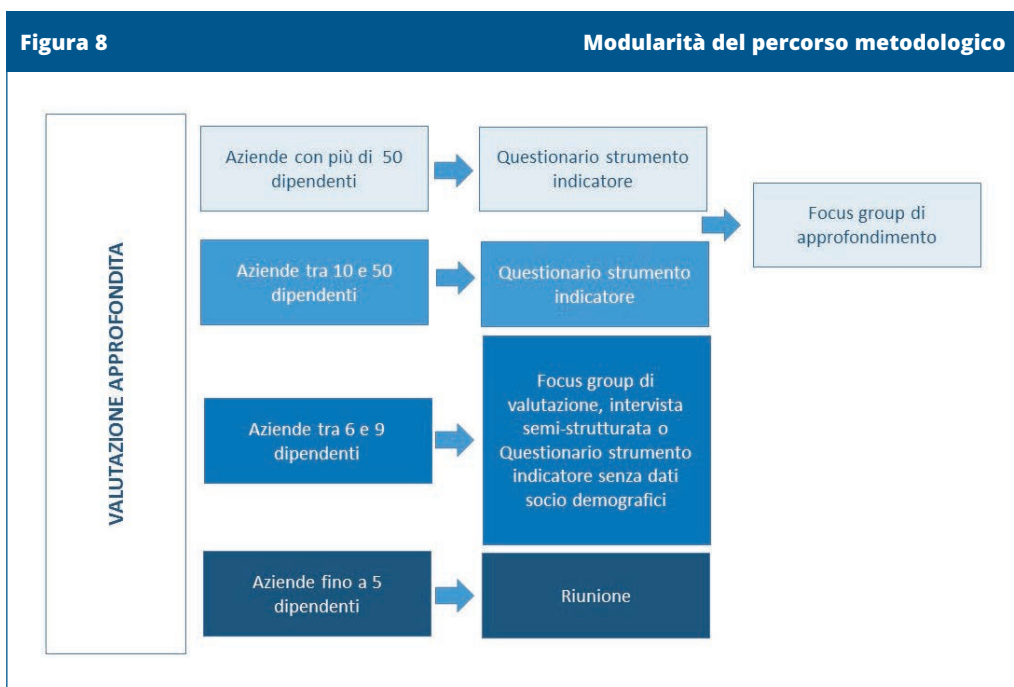 Figura 8
Modularità del percorso metodologico
VALUTAZIONE APPROFONDITA
Aziende con più di 50
dipendenti
Questionario strumento
indicatore
Focus group di
approfondimento
Aziende tra 10 e 50
dipendenti
Questionario strumento
indicatore
Aziende tra 6 e 9
dipendenti
Focus group di
valutazione, intervista
semi-strutturata o
Questionario strumento
indicatore senza dati
socio demografici
Aziende fino a 5
dipendenti
Riunione